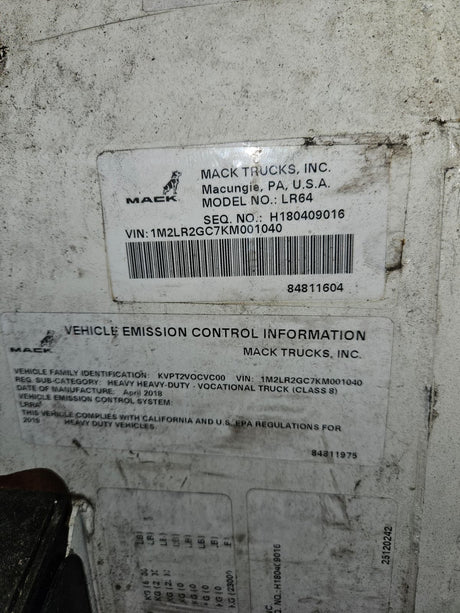 MACK
MACK TRUCKS, INC.
Macungie, PA, U.S.A.
MODEL NO.: LR64
SEQ. NO.: H180409016
VIN: 1M2LR2GC7KM001040
84811604
MACK
VEHICLE EMISSION CONTROL INFORMATION
MACK TRUCKS, INC.
VEHICLE FAMILY IDENTIFICATION: KVPT2VOCVC00 VIN: 1M2LR2GC7KM001040
REG. SUB-CATEGORY: HEAVY HEAVY-DUTY - VOCATIONAL TRUCK (CLASS 8)
DATE OF MANUFACTURE: April 2018
VEHICLE EMISSION CONTROL SYSTEM:
LRRA
THIS VEHICLE COMPLIES WITH CALIFORNIA AND U.S. EPA REGULATIONS FOR
2019 HEAVY DUTY VEHICLES.
84811975
H180409016
25120242